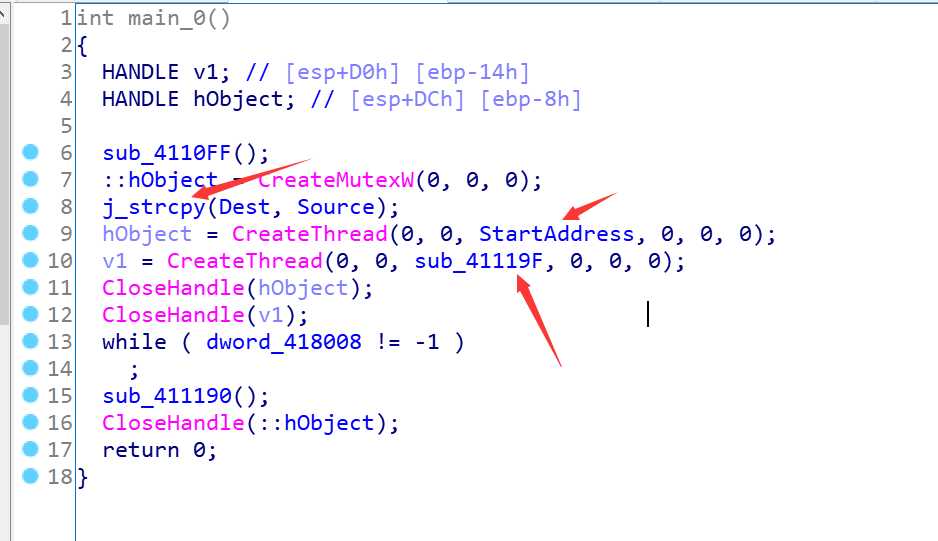 1 int main_0()
2 {
3 HANDLE v1; // [esp+D0h] [ebp-14h]
4 HANDLE hObject; // [esp+DCh] [ebp-8h]
5
6 sub_4110FF();
7 ::hObject = CreateMutexW(0, 0, 0);
8 j_strcpy(Dest, Source);
9 hObject = CreateThread(0, 0, StartAddress, 0, 0, 0);
10 v1 = CreateThread(0, 0, sub_41119F, 0, 0, 0);
11 CloseHandle(hObject);
12 CloseHandle(v1);
13 while ( dword_418008 != -1 )
14 ;
15 sub_411190();
16 CloseHandle(::hObject);
17 return 0;
18 }